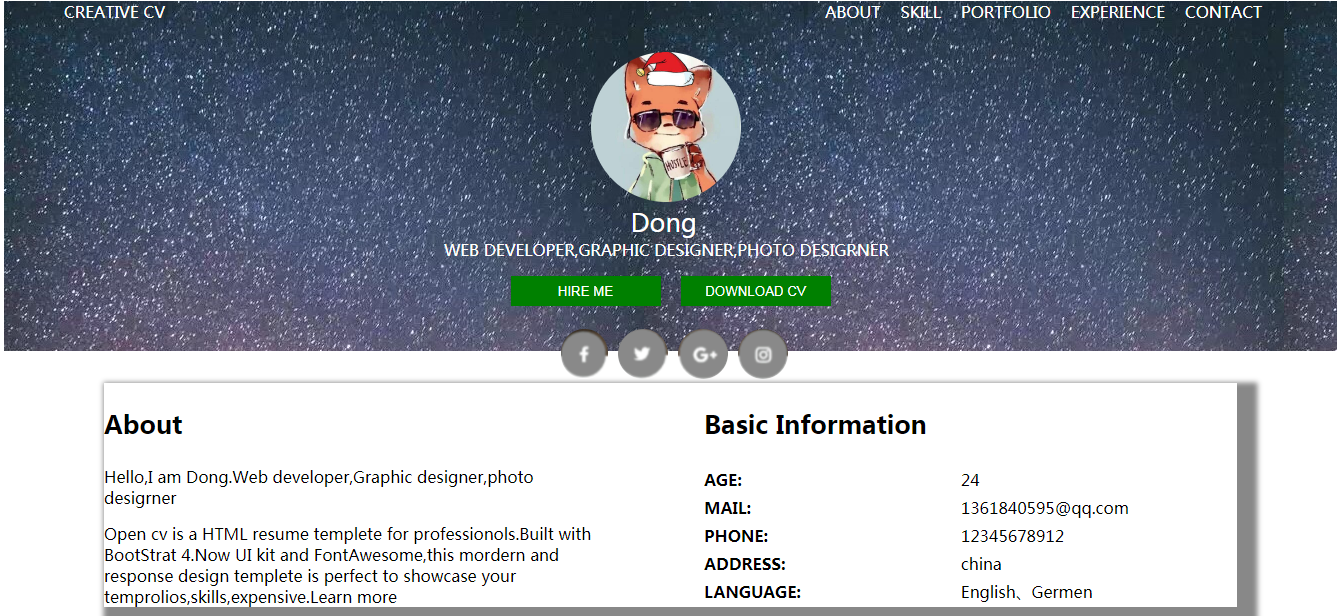 CREATIVE CV ABOUT SKILL PORTFOLIO EXPERIENCE CONTACT
HUSTLE
Dong
WEB DEVELOPER,GRAPHIC DESIGNER,PHOTO DESIGRNER
HIRE ME DOWNLOAD CV
f G+
About
Hello,I am Dong.Web developer,Graphic designer,photo
desigrner
Open cv is a HTML resume templete for professionols.Built with
BootStrat 4.Now UI kit and FontAwesome,this mordern and
response design templete is perfect to showcase your
temprolios,skills,expensive.Learn more
Basic Information
AGE: 24
MAIL: 1361840595@qq.com
PHONE: 12345678912
ADDRESS: china
LANGUAGE: English、Germen